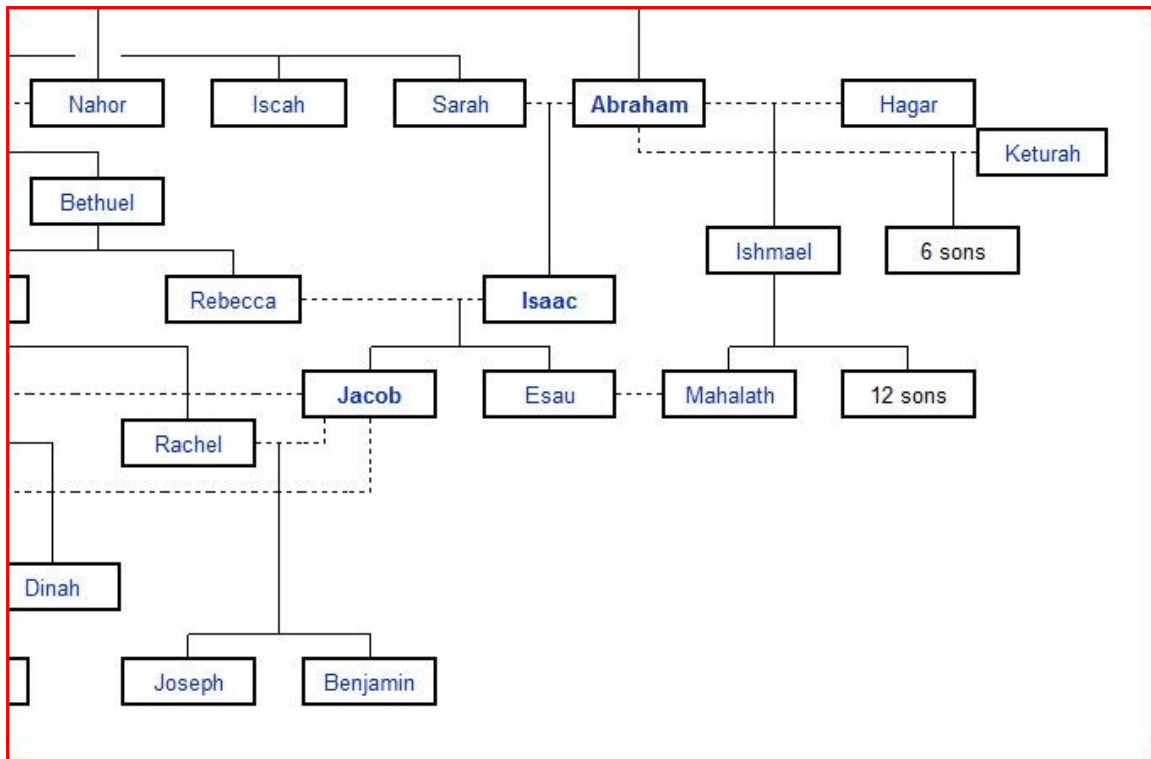 Nahor
Iscah
Sarah
Abraham
Hagar
Keturah
Bethuel
Ishmael
6 sons
Rebecca
Isaac
Jacob
Esau
Mahalath
12 sons
Rachel
Dinah
Joseph
Benjamin